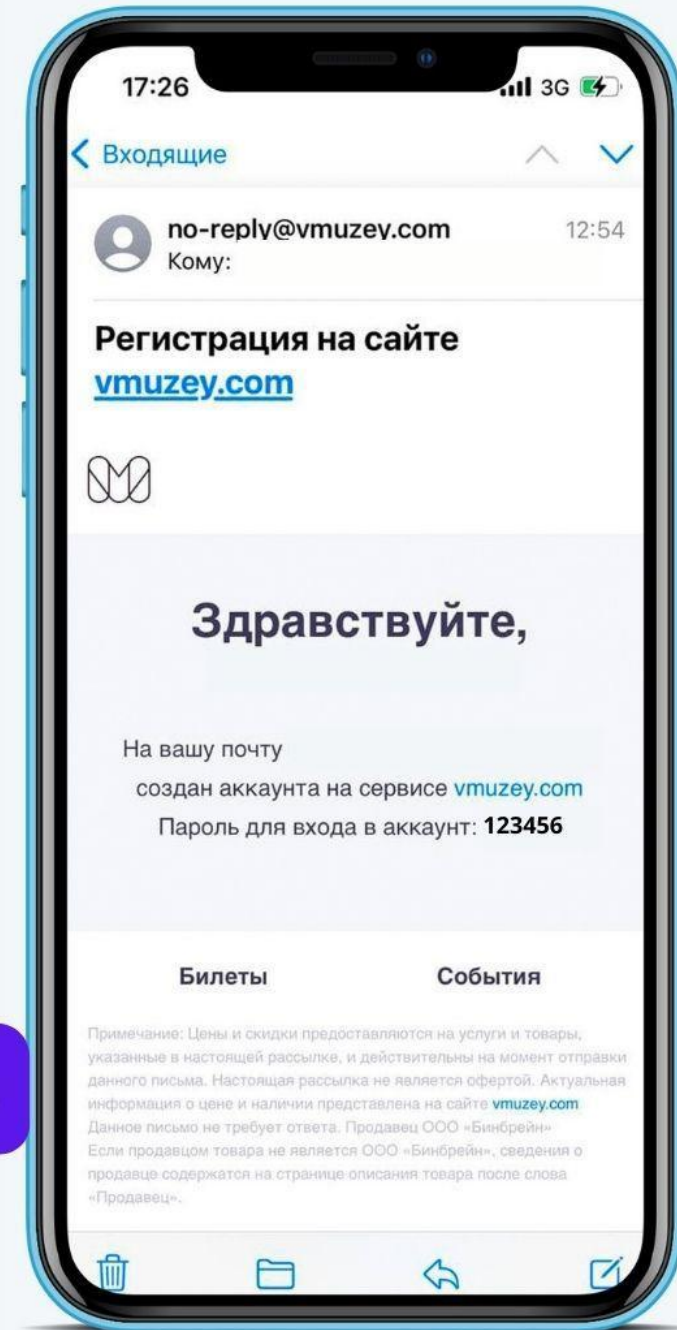 17:26
3G
Входящие
no-reply@vmuzey.com
12:54
Кому:
Регистрация на сайте
vmuzey.com
Здравствуйте,
На вашу почту
создан аккаунта на сервисе vmuzey.com
Пароль для входа в аккаунт: 123456
Билеты
События
Примечание: Цены и скидки предоставляются на услуги и товары,
указанные в настоящей рассылке, и действительны на момент отправки
данного письма. Настоящая рассылка не является офертой. Актуальная
информация о цене и наличии представлена на сайте vmuzey.com
Данное письмо не требует ответа. Продавец ООО «Бинбрейн»
Если продавцом товара не является ООО «Бинбрейн», сведения о
продавце содержатся на странице описания товара после слова
«Продавец».